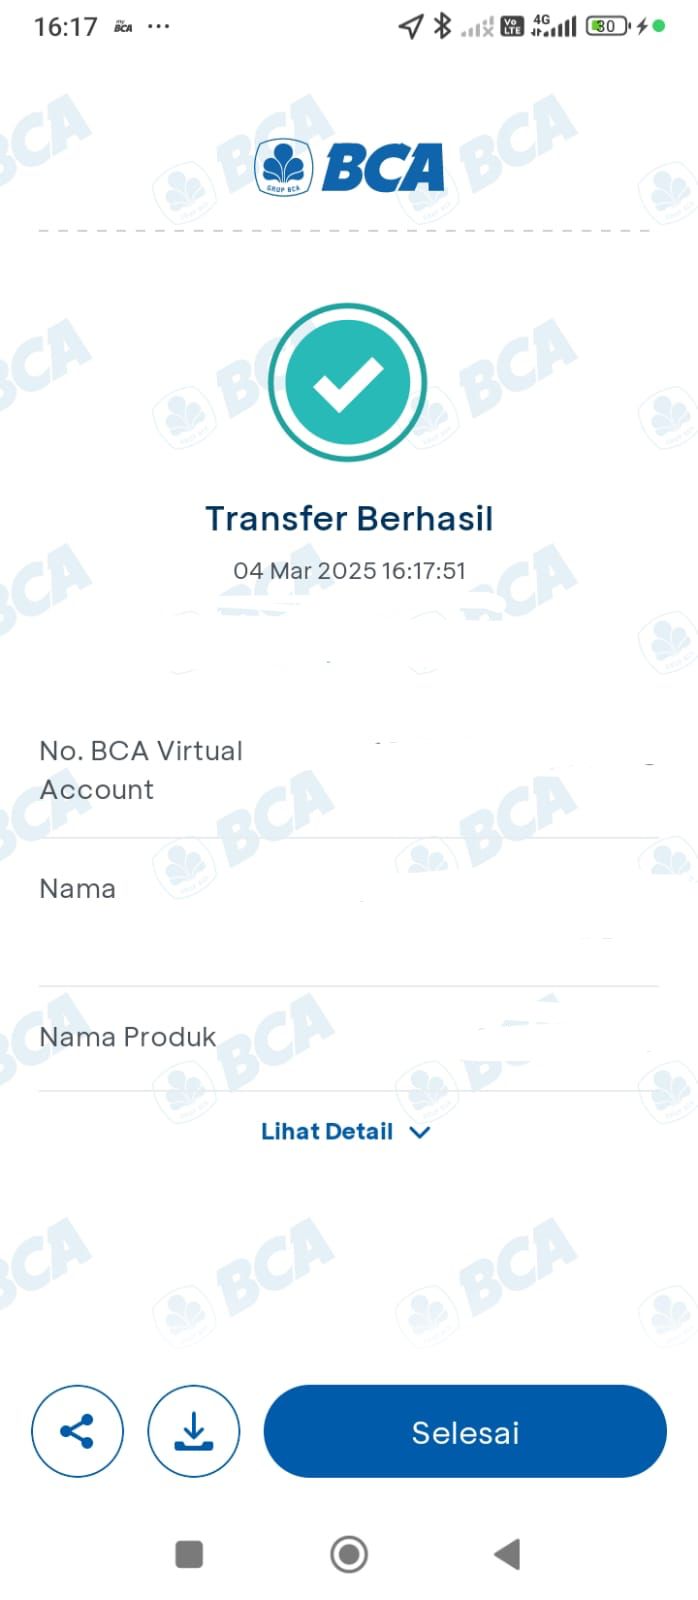 16:17 my BCA ...
Vo LTE 4G 30
GRUP BCA BCA
Transfer Berhasil
04 Mar 2025 16:17:51
No. BCA Virtual
Account
Nama
Nama Produk
Lihat Detail
Selesai